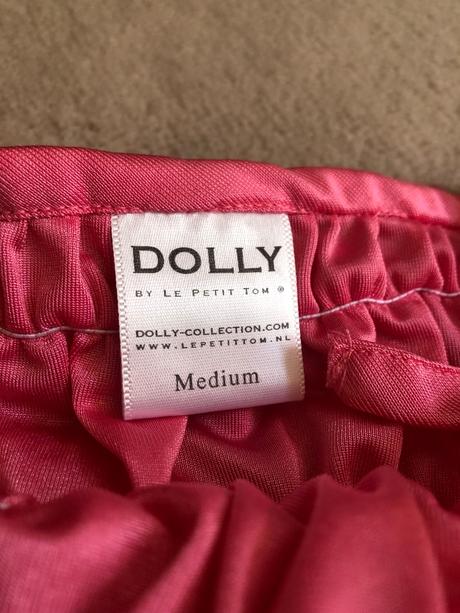 DOLLY
BY LE PETIT TOM ®
DOLLY-COLLECTION.COM
WWW.LEPETITTOM.NL
Medium